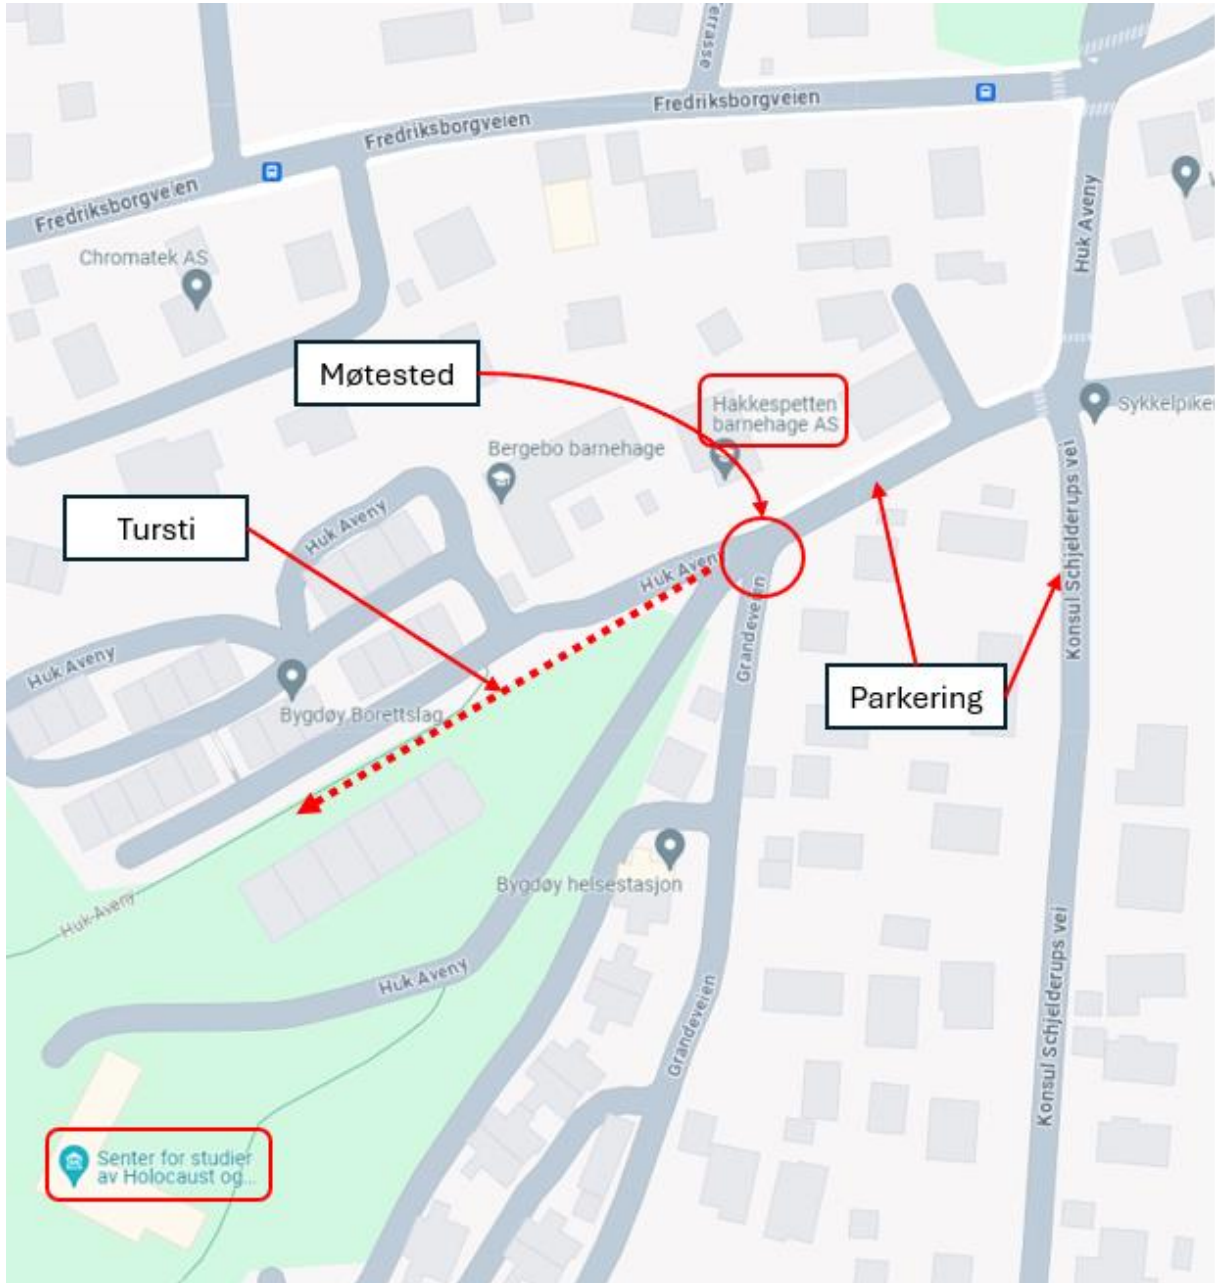 Terrasse
Fredriksborgveien
Fredriksborgveien
Fredriksborgveien
Huk Aveny
Chromatek AS
Møtested
Hakkespetten
barnehage AS
Sykkelpiker
Bergebo barnehage
Tursti
Huk Aveny
Huk Aveny
Konsul Schjelderups vei
Huk Aveny
Grandeveien
Parkering
Bygdøy Borettslag
Bygdøy helsestasjon
Huk Aveny
Huk Aveny
Grandeveien
Konsul Schjelderups vei
Senter for studier
av Holocaust og...